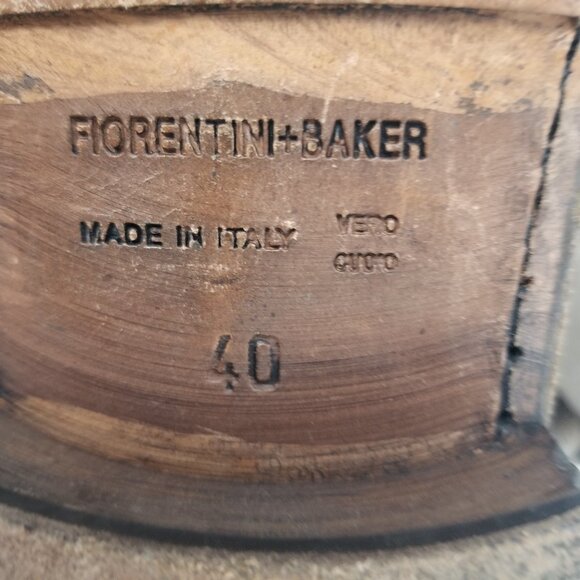 FIORENTINI+BAKER
MADE IN ITALY
VERO
CUOIO
40